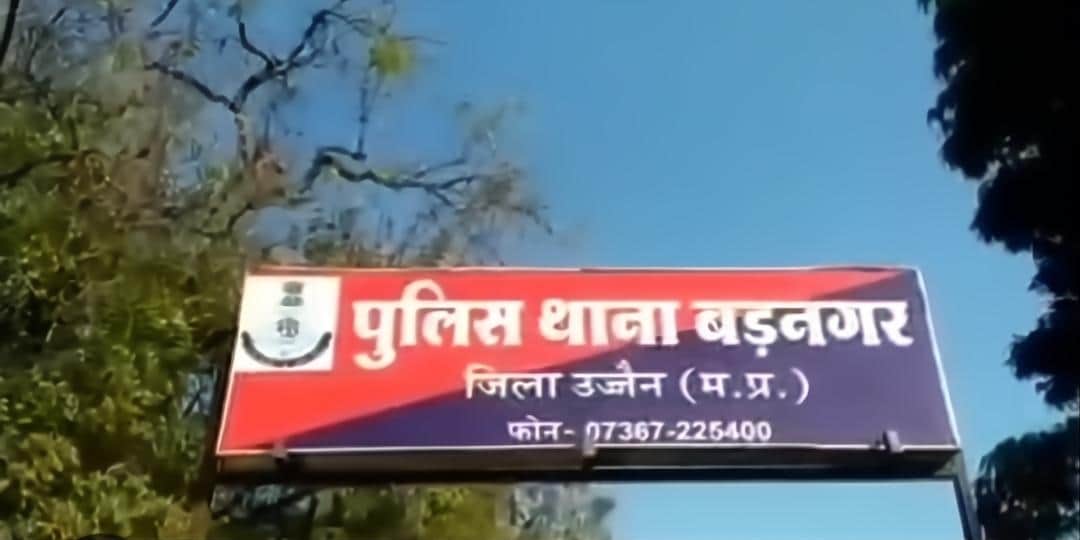 पुलिस थाना बड़नगर
जिला उज्जैन (म.प्र.)
फोन- 07367-225400